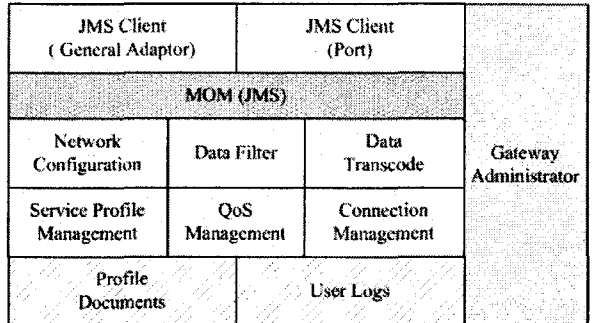 JMS Client
( General Adaptor)
JMS Client
(Port)
MOM (JMS)
Network
Configuration
Data Filter
Data
Transcode
Gateway
Administrator
Service Profile
Management
QoS
Management
Connection
Management
Profile
Documents
User Logs